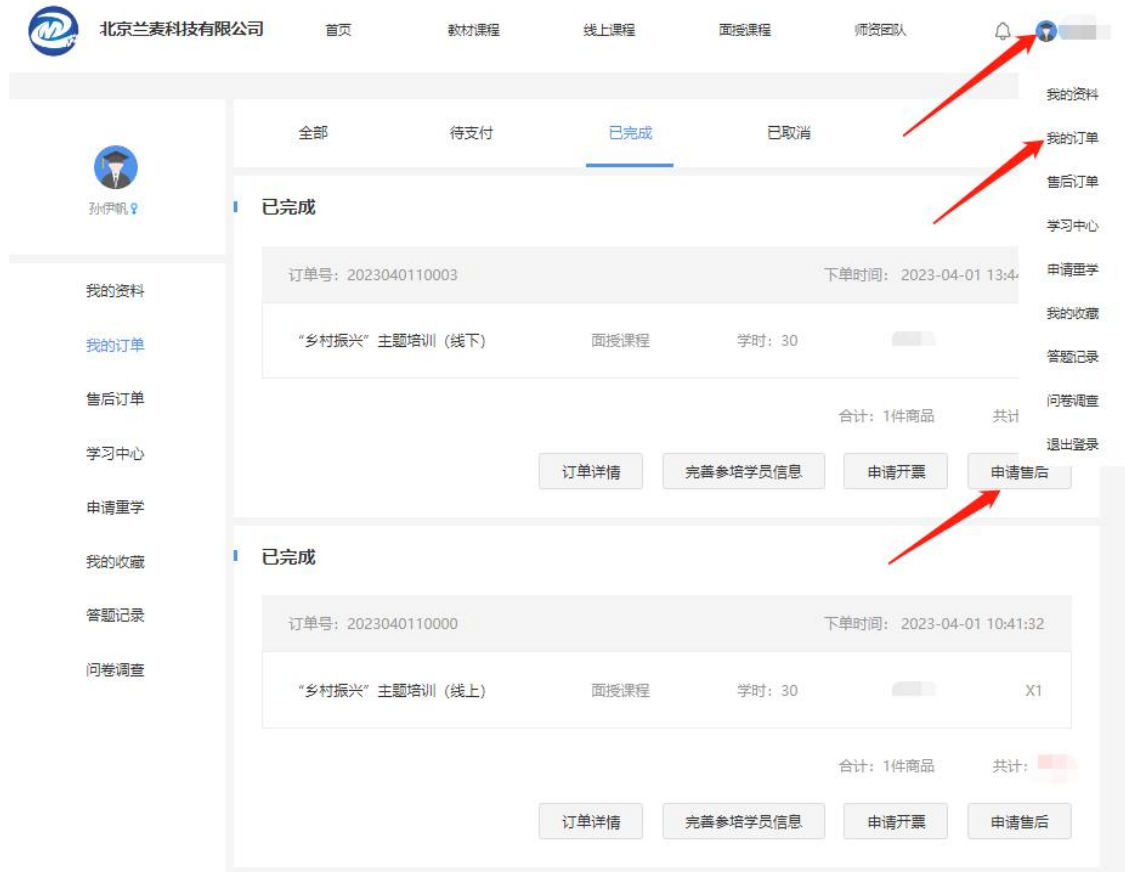 北京兰麦科技有限公司 首页 教材课程 线上课程 面授课程 师资团队
我的资料
我的订单
售后订单
学习中心
申请重学
我的收藏
答题记录
问卷调查
退出登录
孙伊帆
我的资料
我的订单
售后订单
学习中心
申请重学
我的收藏
答题记录
问卷调查
全部 待支付 已完成 已取消
已完成
订单号：2023040110003 下单时间： 2023-04-01 13:44
“乡村振兴”主题培训（线下） 面授课程 学时：30
合计：1件商品 共计
订单详情 完善参培学员信息 申请开票 申请售后
已完成
订单号：2023040110000 下单时间： 2023-04-01 10:41:32
“乡村振兴”主题培训（线上） 面授课程 学时：30 X1
合计：1件商品 共计：
订单详情 完善参培学员信息 申请开票 申请售后